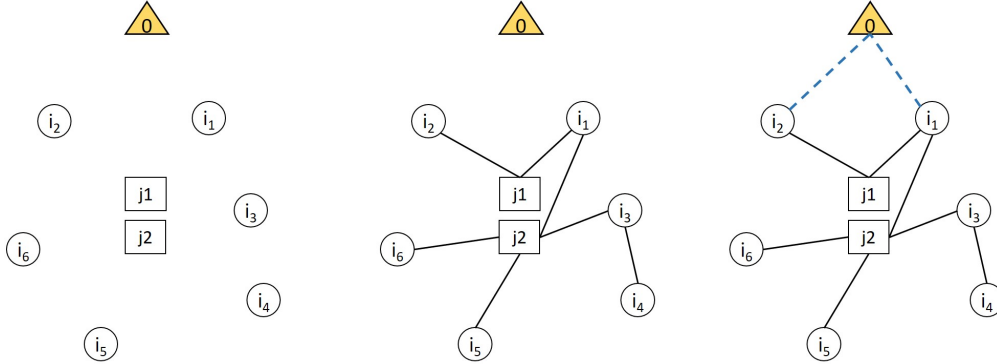 0 0 0
i2 i1 i2 i1 i2 i1
j1 j1 j1
i3 i3 i3
j2 j2 j2
i6 i6 i6
i4 i4 i4
i5 i5 i5